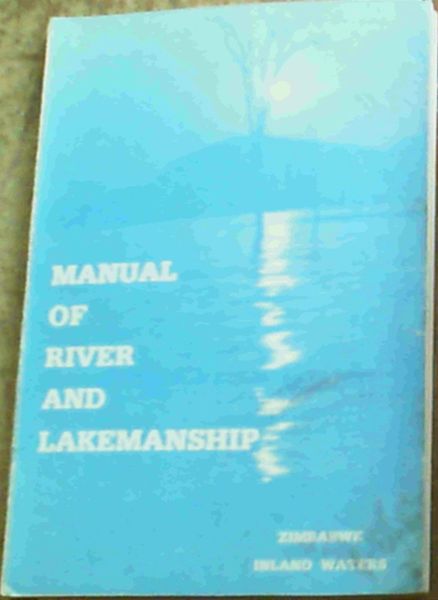 MANUAL
OF
RIVER
AND
LAKEMANSHIP
ZIMBABWE
INLAND WATERS